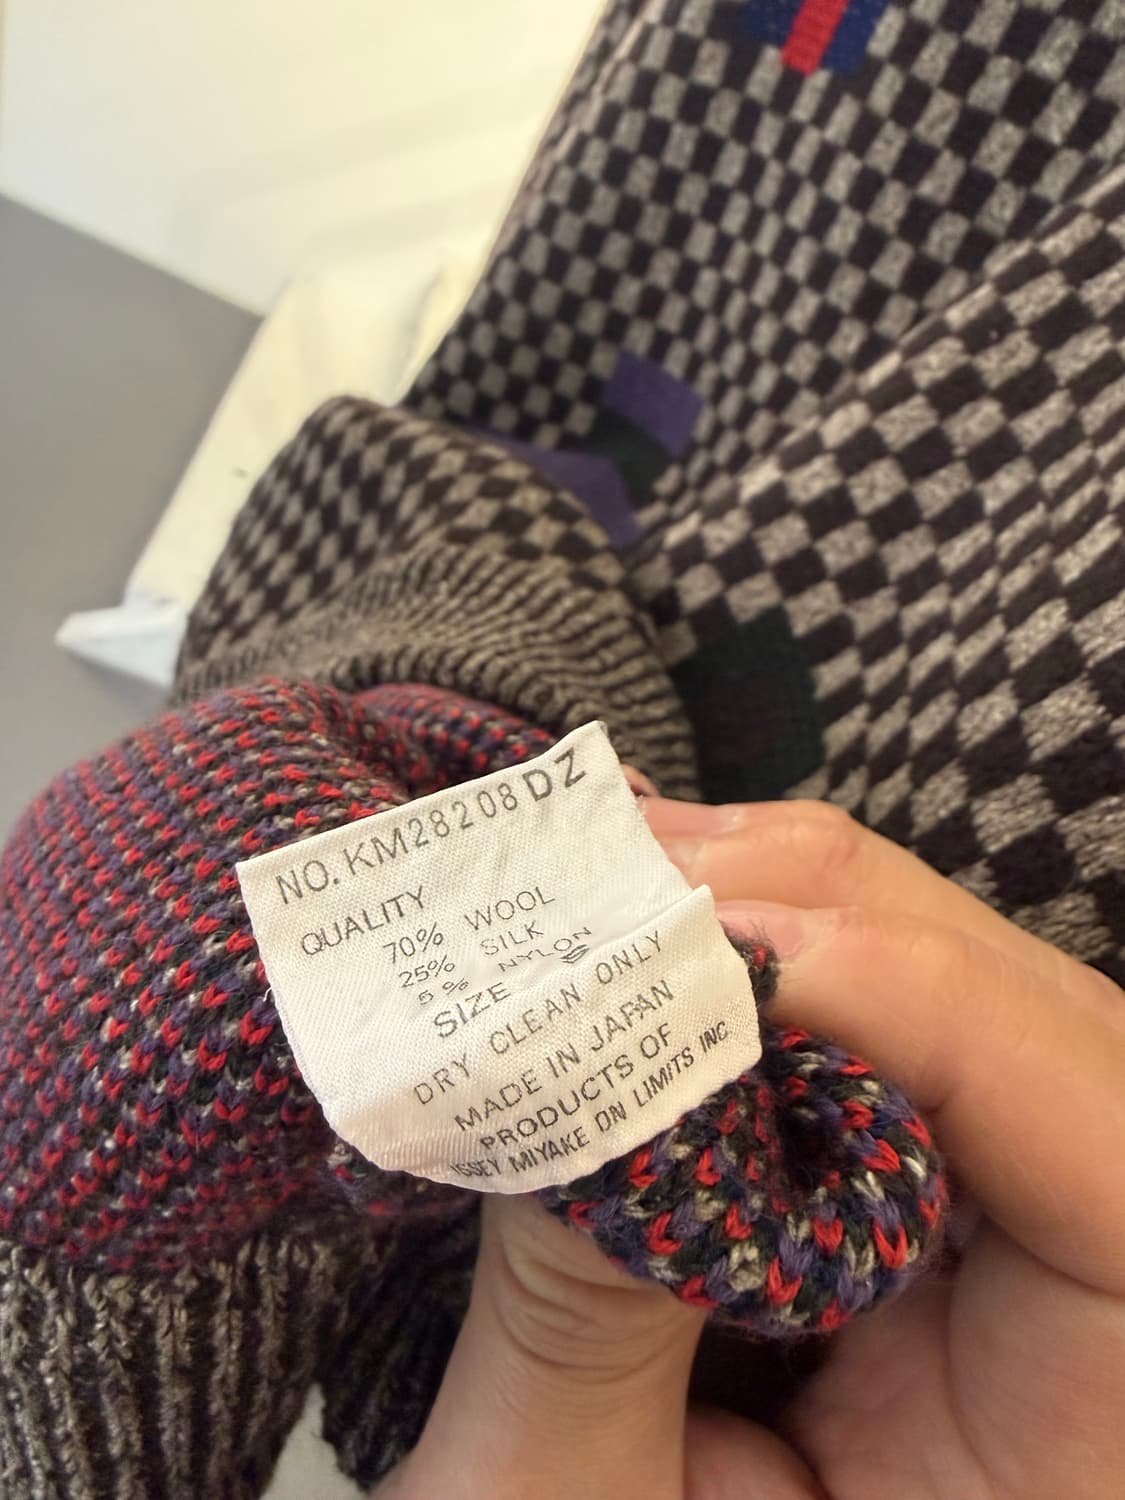 NO. KM28208 DZ
QUALITY
70% WOOL
25% SILK
5% NYLON
SIZE
DRY CLEAN ONLY
MADE IN JAPAN
PRODUCTS OF
ISSEY MIYAKE ON LIMITS INC.